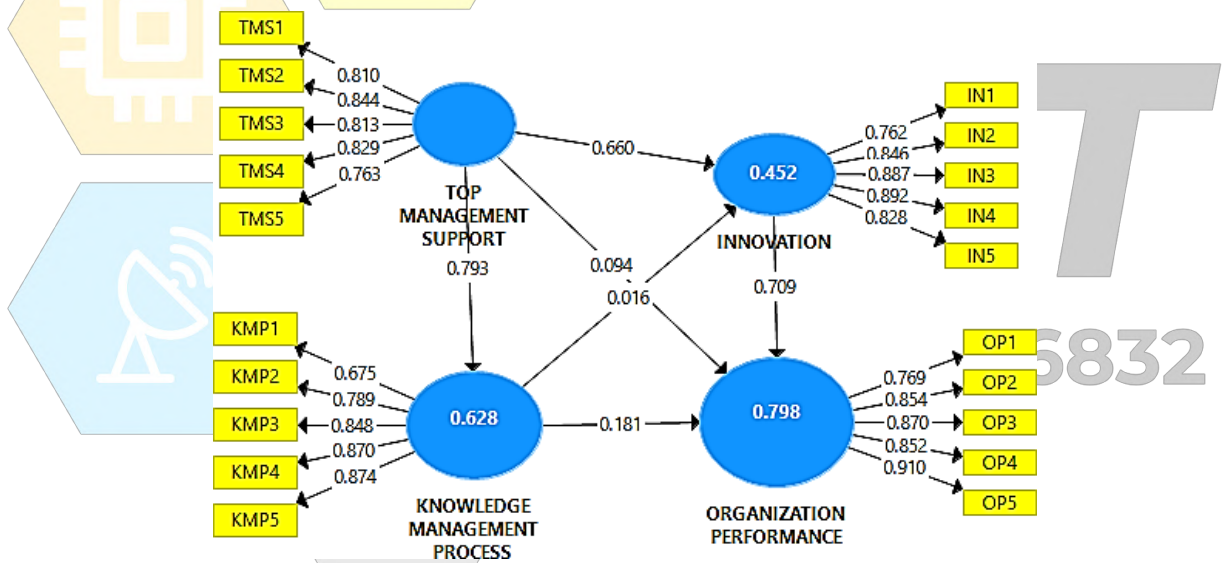 TMS1
TMS2
TMS3
TMS4
TMS5
0.810
0.844
0.813
0.829
0.763
TOP
MANAGEMENT
SUPPORT
0.660
0.793
0.094
0.016
0.452
INNOVATION
0.762
0.846
0.887
0.892
0.828
IN1
IN2
IN3
IN4
IN5
0.709
KMP1
KMP2
KMP3
KMP4
KMP5
0.675
0.789
0.848
0.870
0.874
0.628
KNOWLEDGE
MANAGEMENT
PROCESS
0.181
0.798
ORGANIZATION
PERFORMANCE
0.769
0.854
0.870
0.852
0.910
OP1
OP2
OP3
OP4
OP5
T
6832